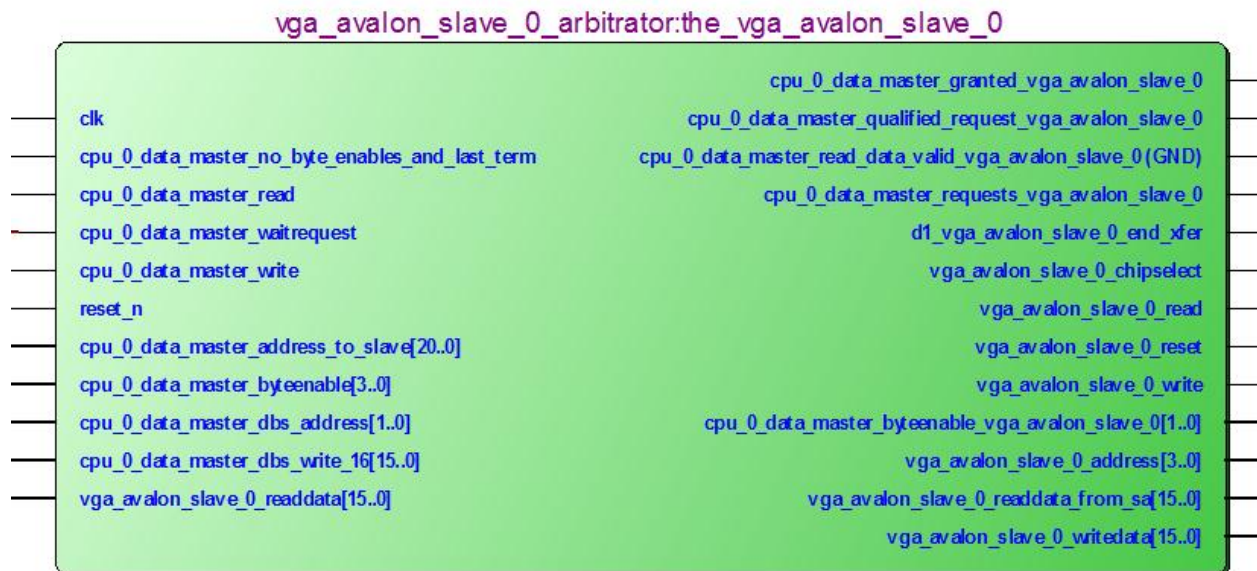 vga_avalon_slave_0_arbitrator:the_vga_avalon_slave_0
cpu_0_data_master_granted_vga_avalon_slave_0
clk
cpu_0_data_master_qualified_request_vga_avalon_slave_0
cpu_0_data_master_no_byte_enables_and_last_term
cpu_0_data_master_read_data_valid_vga_avalon_slave_0(GND)
cpu_0_data_master_read
cpu_0_data_master_requests_vga_avalon_slave_0
cpu_0_data_master_waitrequest
d1_vga_avalon_slave_0_end_xfer
cpu_0_data_master_write
vga_avalon_slave_0_chipselect
reset_n
vga_avalon_slave_0_read
cpu_0_data_master_address_to_slave[20..0]
vga_avalon_slave_0_reset
cpu_0_data_master_byteenable[3..0]
vga_avalon_slave_0_write
cpu_0_data_master_dbs_address[1..0]
cpu_0_data_master_byteenable_vga_avalon_slave_0[1..0]
cpu_0_data_master_dbs_write_16[15..0]
vga_avalon_slave_0_address[3..0]
vga_avalon_slave_0_readdata[15..0]
vga_avalon_slave_0_readdata_from_sa[15..0]
vga_avalon_slave_0_writedata[15..0]